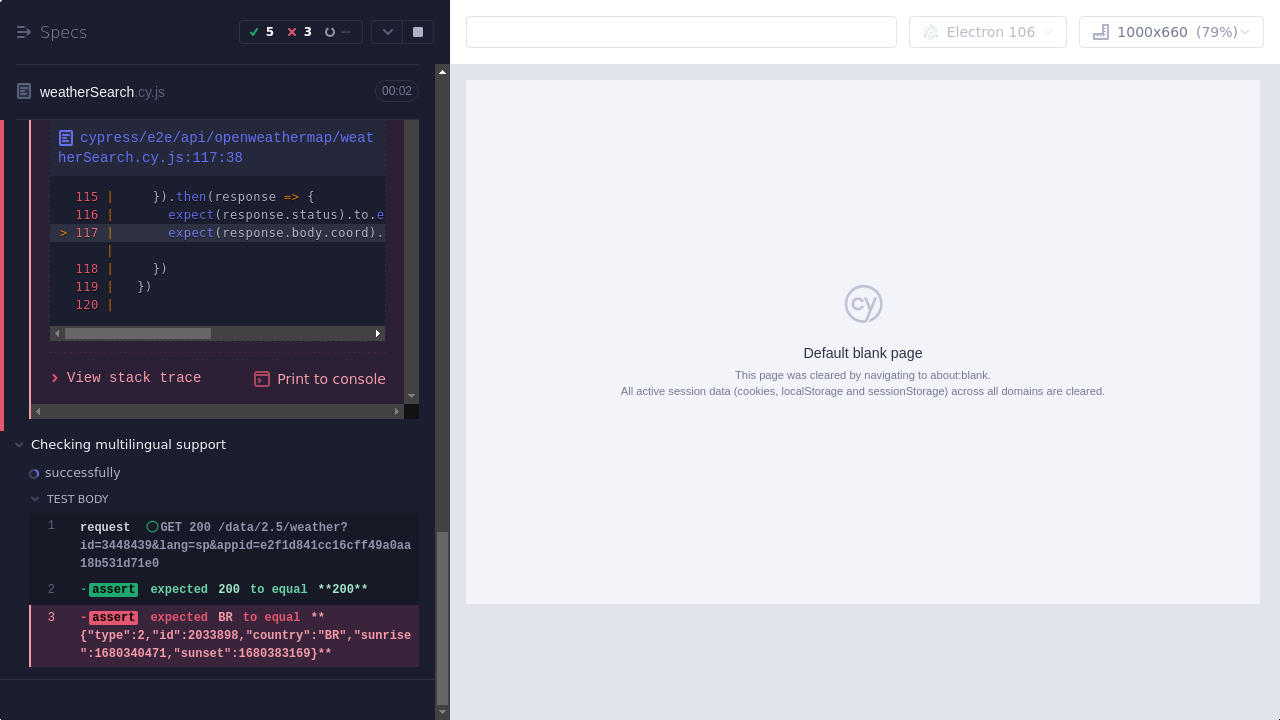 Specs
5
3
--
Electron 106
1000x660 (79%)
weatherSearch.cy.js
00:02
cypress/e2e/api/openweathermap/weat
herSearch.cy.js:117:38
115 | }).then(response => {
116 | expect(response.status).to.e
> 117 | expect(response.body.coord).
|
118 | })
119 | })
120 |
View stack trace
Print to console
Checking multilingual support
successfully
TEST BODY
1 request GET 200 /data/2.5/weather?
id=3448439&lang=sp&appid=e2f1d841cc16cff49a0aa
18b531d71e0
2 -assert expected 200 to equal **200**
3 -assert expected BR to equal **
{"type":2,"id":2033898,"country":"BR","sunrise
":1680340471,"sunset":1680383169}**
cy
Default blank page
This page was cleared by navigating to about:blank.
All active session data (cookies, localStorage and sessionStorage) across all domains are cleared.